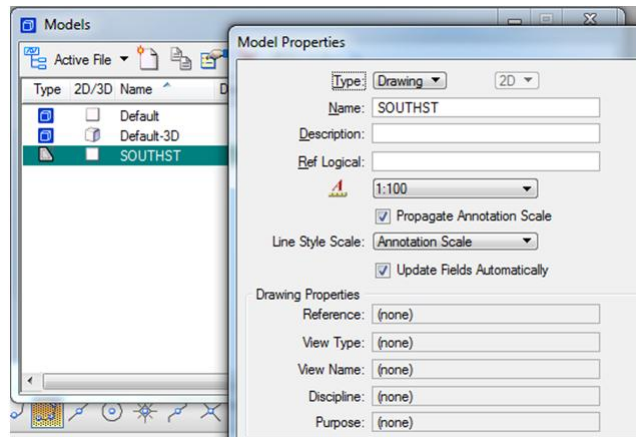 Models
Active File
Type 2D/3D Name D
Default
Default-3D
SOUTHST
Model Properties
Type: Drawing 2D
Name: SOUTHST
Description:
Ref Logical:
A 1:100
Propagate Annotation Scale
Line Style Scale: Annotation Scale
Update Fields Automatically
Drawing Properties
Reference: (none)
View Type: (none)
View Name: (none)
Discipline: (none)
Purpose: (none)